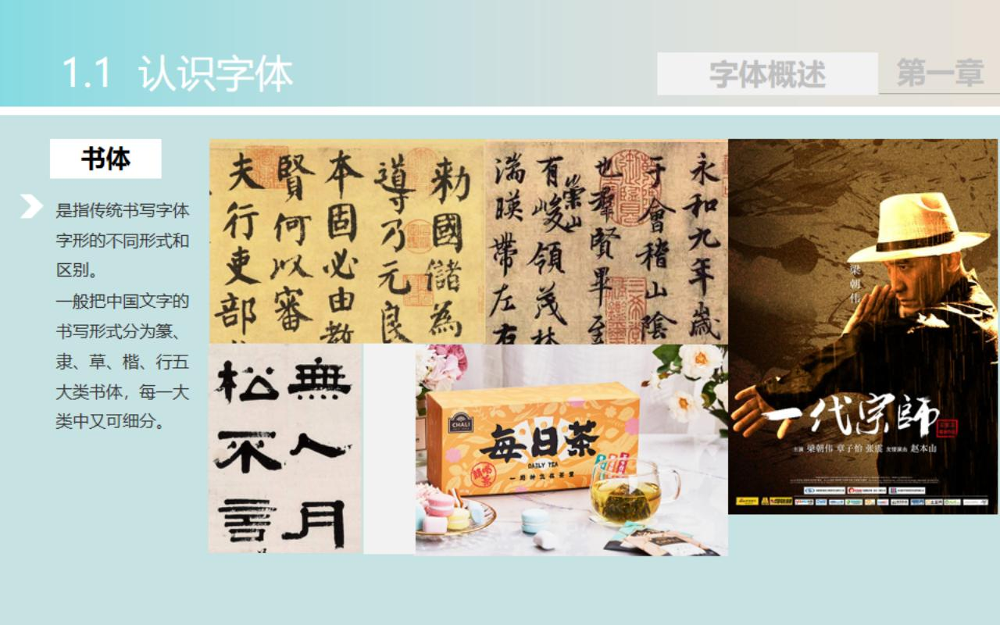 1.1 认识字体
字体概述
第一章
书体
是指传统书写字体
字形的不同形式和
区别。
一般把中国文字的
书写形式分为篆、
隶、草、楷、行五
大类书体，每一大
类中又可细分。
勑國儲為
導乃元良
本固必由教
賢何以審
夫行吏部
永和九年歲
于會稽山陰
也羣賢畢至
有崇山峻領茂林
湍暎帶左右
無人月
松不言
CHALI
每日茶
DAILY TEA
梁朝伟
一代宗師
主演 梁朝伟 章子怡 张震 友情演出 赵本山